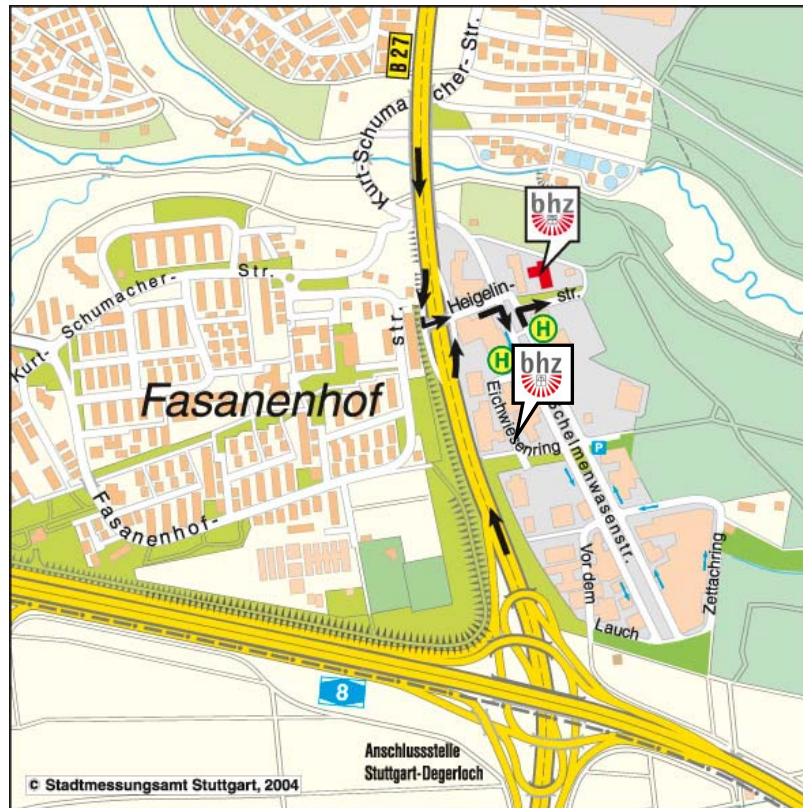 B 27
Kurt-Schumacher-Str.
bhz
Heigelin-
str.
Kurt- Schumacher- Str.
H
H
bhz
str.
Fasanenhof
Eichwiesenring
Schelmenwasenstr.
P
Fasanenhof-
Vor dem
Lauch
Zettachring
8
Anschlussstelle
Stuttgart-Degerloch
© Stadtmessungsamt Stuttgart, 2004